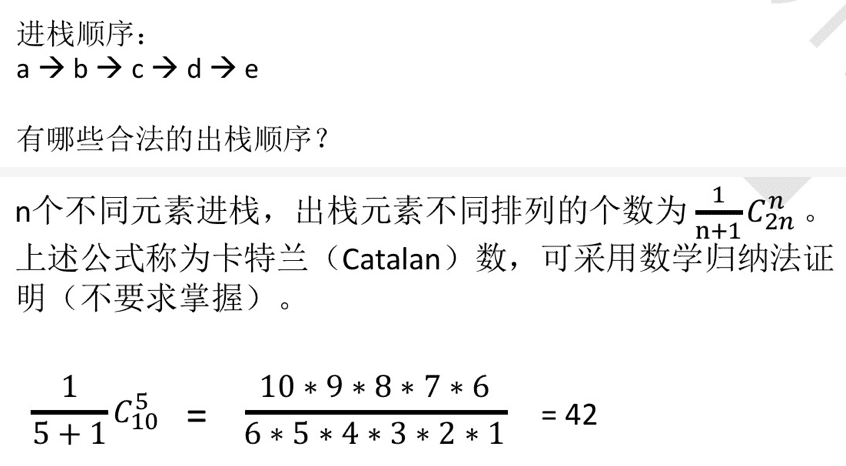 进栈顺序：
a → b → c → d → e
有哪些合法的出栈顺序？
n个不同元素进栈，出栈元素不同排列的个数为 \frac{1}{n+1}C_{2n}^{n} 。
上述公式称为卡特兰（Catalan）数，可采用数学归纳法证
明（不要求掌握）。
\frac{1}{5+1}C_{10}^{5} = \frac{10*9*8*7*6}{6*5*4*3*2*1} = 42